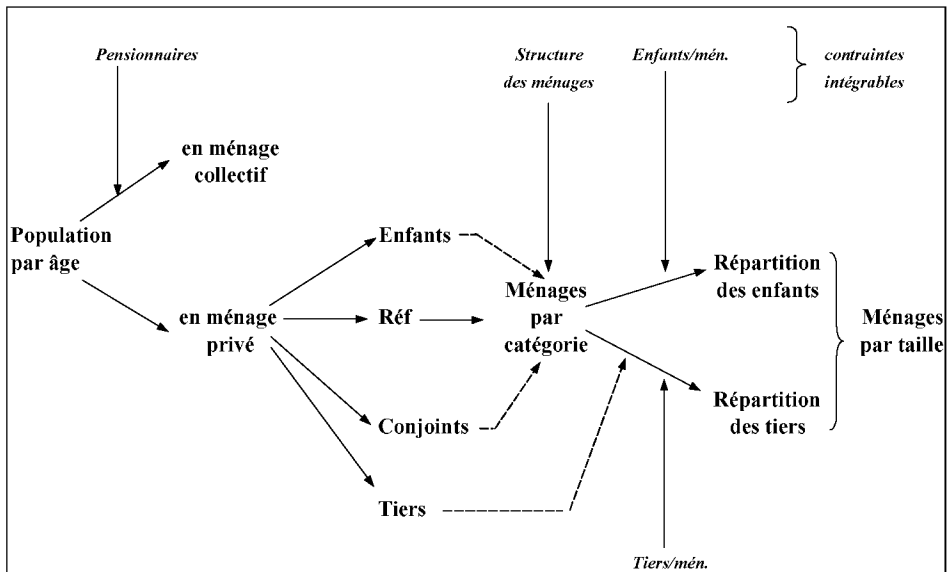 Pensionnaires
Structure
des ménages
Enfants/mén.
contraintes
intégrables
en ménage
collectif
Population
par âge
en ménage
privé
Enfants
Réf
Conjoints
Tiers
Ménages
par
catégorie
Répartition
des enfants
Répartition
des tiers
Ménages
par taille
Tiers/mén.